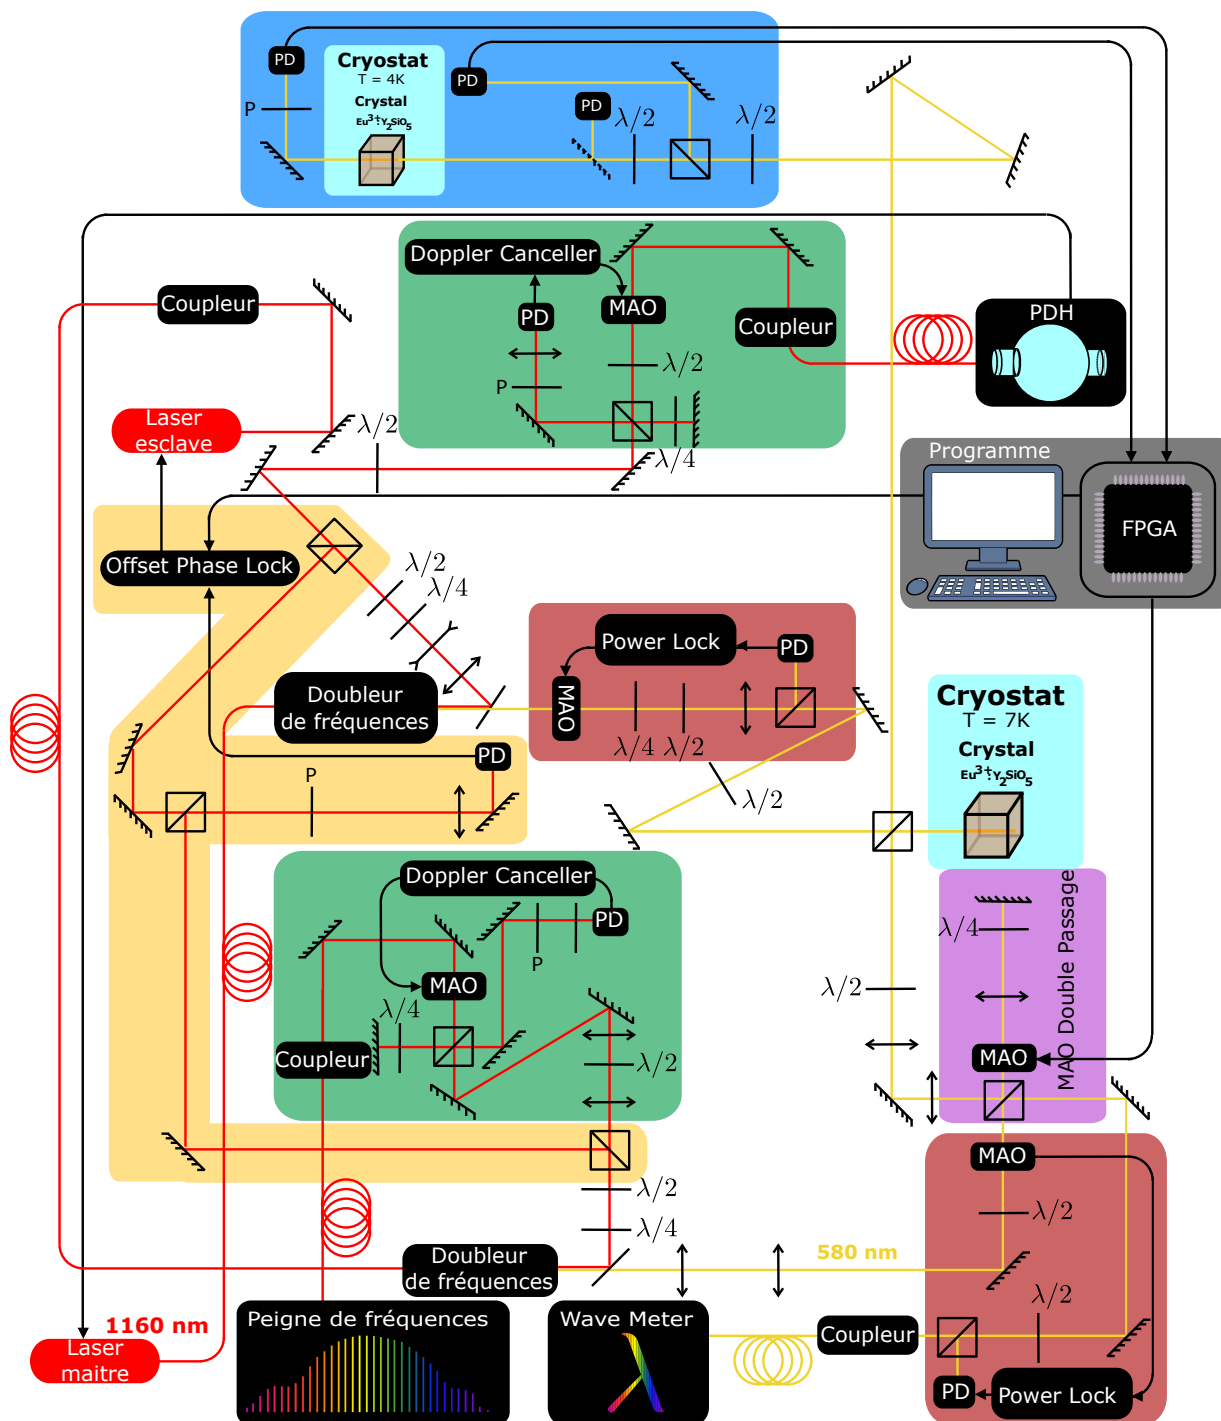 PD
Cryostat
T = 4K
Crystal
Eu³⁺:Y₂SiO₅
P
PD
PD
λ/2
λ/2
Doppler Canceller
PD
MAO
λ/2
P
λ/4
Coupleur
Coupleur
PDH
Laser
esclave
λ/2
Programme
FPGA
Offset Phase Lock
λ/2
λ/4
Power Lock
PD
MAO
λ/4
λ/2
λ/2
Doubleur
de fréquences
Cryostat
T = 7K
Crystal
Eu³⁺:Y₂SiO₅
PD
P
Doppler Canceller
PD
P
MAO
λ/4
Coupleur
λ/2
λ/4
MAO Double Passage
λ/2
MAO
MAO
λ/2
λ/2
λ/4
Doubleur
de fréquences
580 nm
1160 nm
Laser
maitre
Peigne de fréquences
Wave Meter
Coupleur
λ/2
PD
Power Lock